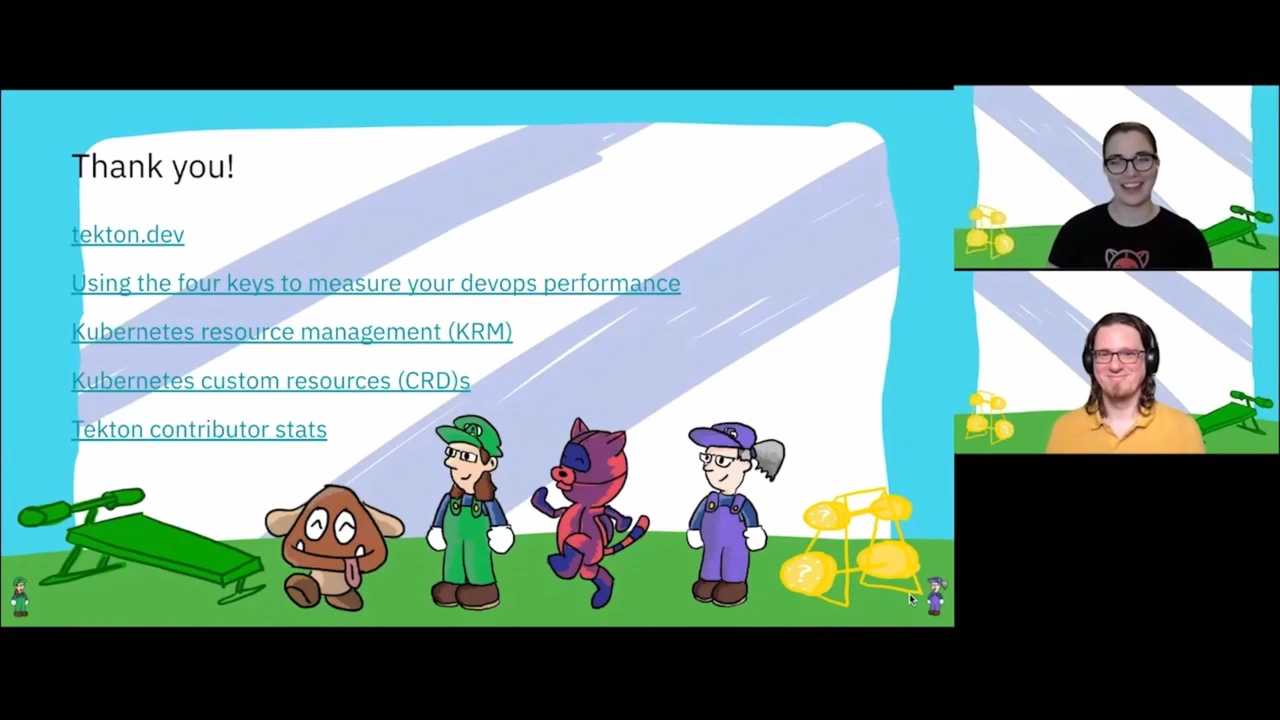 Thank you!
tekton.dev
Using the four keys to measure your devops performance
Kubernetes resource management (KRM)
Kubernetes custom resources (CRD)s
Tekton contributor stats